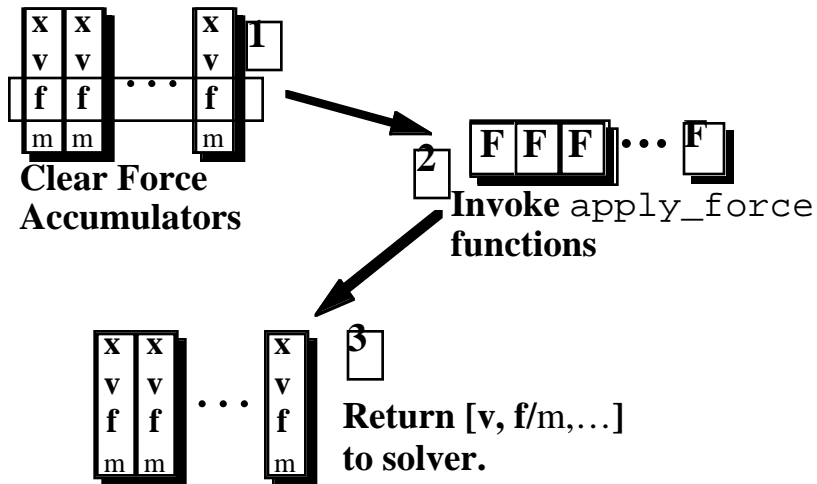 x x x 1
v v v
f f ... f
m m m
Clear Force
Accumulators
2 F F F ... F
Invoke apply_force
functions
x x x 3
v v v
f f ... f
m m m
Return [v, f/m,...]
to solver.